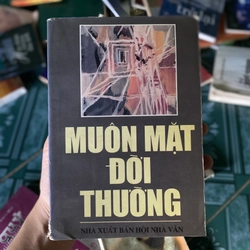 MUÔN MẶT
ĐỜI
THƯỜNG
NHÀ XUẤT BẢN HỘI NHÀ VĂN